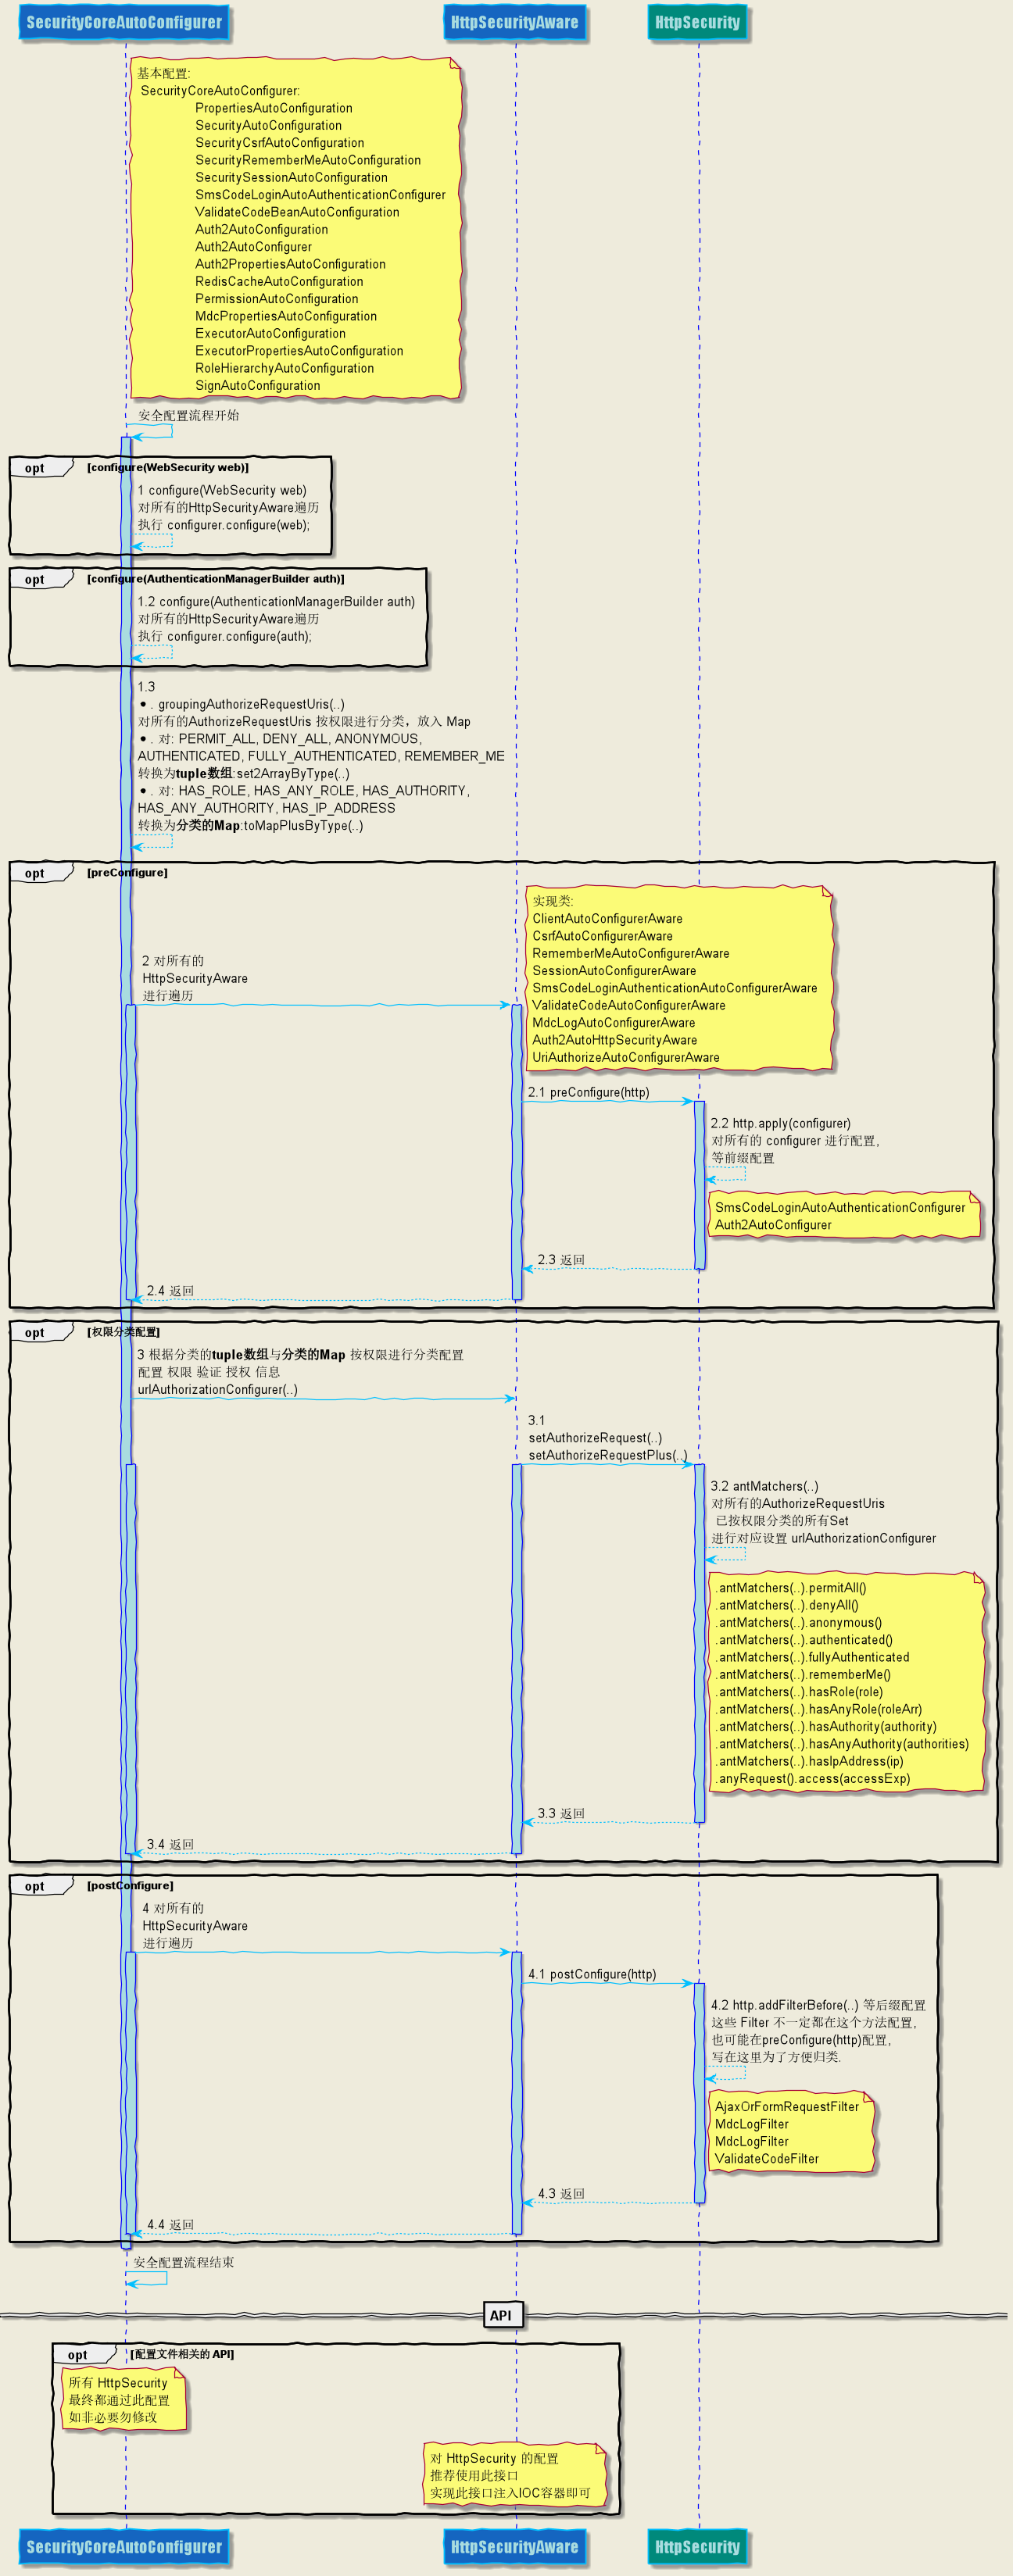 SecurityCoreAutoConfigurer
HttpSecurityAware
HttpSecurity
基本配置:
SecurityCoreAutoConfigurer:
PropertiesAutoConfiguration
SecurityAutoConfiguration
SecurityCsrfAutoConfiguration
SecurityRememberMeAutoConfiguration
SecuritySessionAutoConfiguration
SmsCodeLoginAutoAuthenticationConfigurer
ValidateCodeBeanAutoConfiguration
Auth2AutoConfiguration
Auth2AutoConfigurer
Auth2PropertiesAutoConfiguration
RedisCacheAutoConfiguration
PermissionAutoConfiguration
MdcPropertiesAutoConfiguration
ExecutorAutoConfiguration
ExecutorPropertiesAutoConfiguration
RoleHierarchyAutoConfiguration
SignAutoConfiguration
安全配置流程开始
opt [configure(WebSecurity web)]
1 configure(WebSecurity web)
对所有的HttpSecurityAware遍历
执行 configurer.configure(web);
opt [configure(AuthenticationManagerBuilder auth)]
1.2 configure(AuthenticationManagerBuilder auth)
对所有的HttpSecurityAware遍历
执行 configurer.configure(auth);
1.3
• . groupingAuthorizeRequestUris(..)
对所有的AuthorizeRequestUris 按权限进行分类，放入 Map
• . 对: PERMIT_ALL, DENY_ALL, ANONYMOUS,
AUTHENTICATED, FULLY_AUTHENTICATED, REMEMBER_ME
转换为tuple数组:set2ArrayByType(..)
• . 对: HAS_ROLE, HAS_ANY_ROLE, HAS_AUTHORITY,
HAS_ANY_AUTHORITY, HAS_IP_ADDRESS
转换为分类的Map:toMapPlusByType(..)
opt [preConfigure]
实现类:
ClientAutoConfigurerAware
CsrfAutoConfigurerAware
RememberMeAutoConfigurerAware
SessionAutoConfigurerAware
SmsCodeLoginAuthenticationAutoConfigurerAware
ValidateCodeAutoConfigurerAware
MdcLogAutoConfigurerAware
Auth2AutoHttpSecurityAware
UriAuthorizeAutoConfigurerAware
2 对所有的
HttpSecurityAware
进行遍历
2.1 preConfigure(http)
2.2 http.apply(configurer)
对所有的 configurer 进行配置,
等前缀配置
SmsCodeLoginAutoAuthenticationConfigurer
Auth2AutoConfigurer
2.3 返回
2.4 返回
opt [权限分类配置]
3 根据分类的tuple数组与分类的Map 按权限进行分类配置
配置 权限 验证 授权 信息
urlAuthorizationConfigurer(..)
3.1
setAuthorizeRequest(..)
setAuthorizeRequestPlus(..)
3.2 antMatchers(..)
对所有的AuthorizeRequestUris
已按权限分类的所有Set
进行对应设置 urlAuthorizationConfigurer
.antMatchers(..).permitAll()
.antMatchers(..).denyAll()
.antMatchers(..).anonymous()
.antMatchers(..).authenticated()
.antMatchers(..).fullyAuthenticated
.antMatchers(..).rememberMe()
.antMatchers(..).hasRole(role)
.antMatchers(..).hasAnyRole(roleArr)
.antMatchers(..).hasAuthority(authority)
.antMatchers(..).hasAnyAuthority(authorities)
.antMatchers(..).hasIpAddress(ip)
.anyRequest().access(accessExp)
3.3 返回
3.4 返回
opt [postConfigure]
4 对所有的
HttpSecurityAware
进行遍历
4.1 postConfigure(http)
4.2 http.addFilterBefore(..) 等后缀配置
这些 Filter 不一定都在这个方法配置,
也可能在preConfigure(http)配置,
写在这里为了方便归类.
AjaxOrFormRequestFilter
MdcLogFilter
MdcLogFilter
ValidateCodeFilter
4.3 返回
4.4 返回
安全配置流程结束
API
opt [配置文件相关的 API]
所有 HttpSecurity
最终都通过此配置
如非必要勿修改
对 HttpSecurity 的配置
推荐使用此接口
实现此接口注入IOC容器即可
SecurityCoreAutoConfigurer
HttpSecurityAware
HttpSecurity